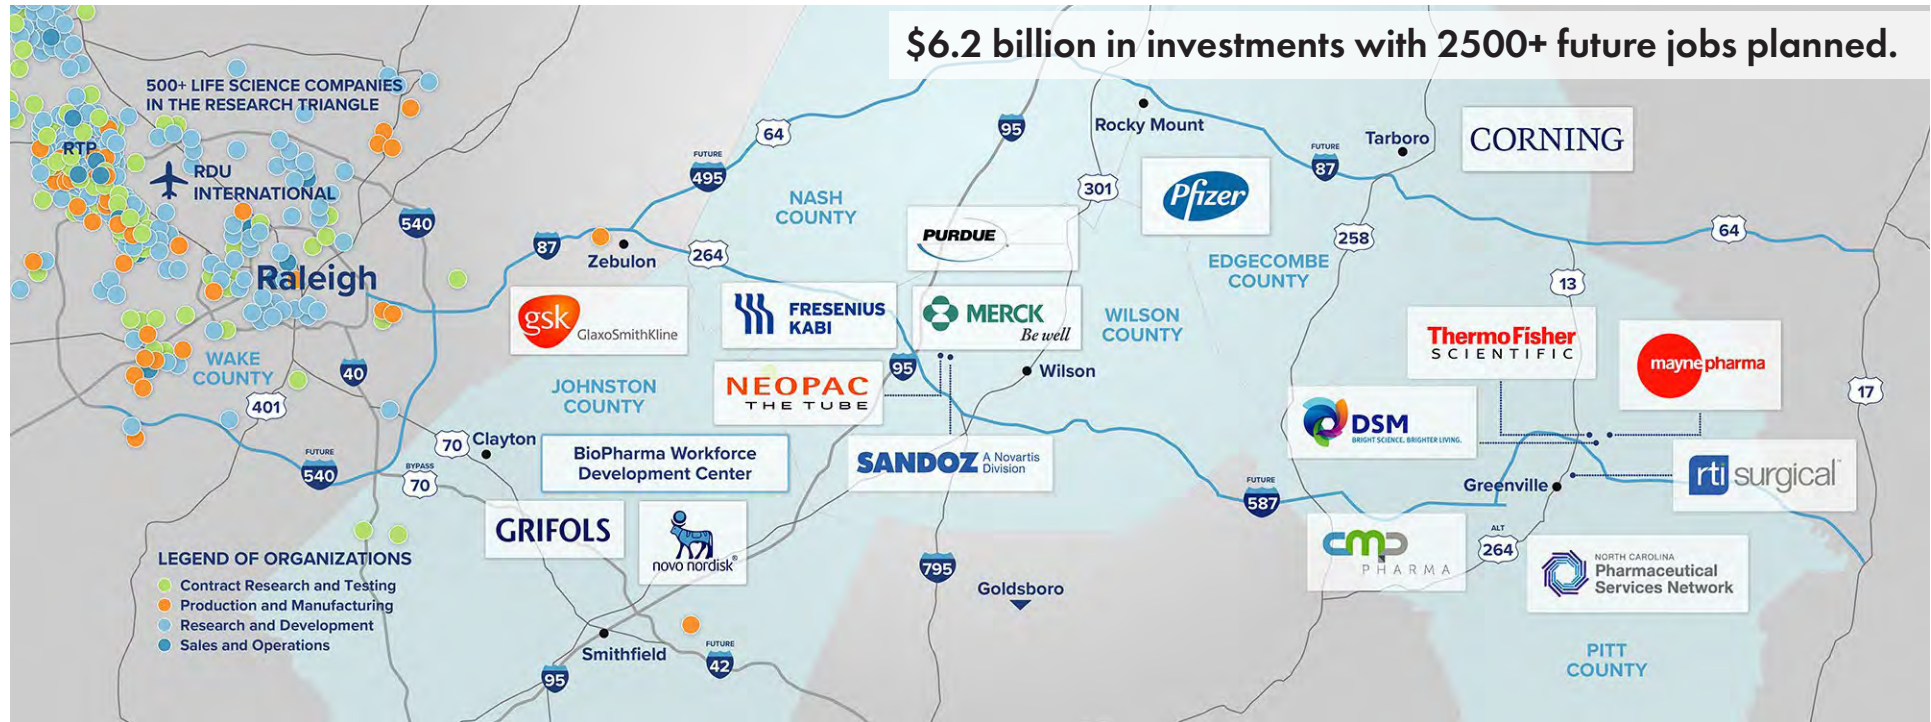 $6.2 billion in investments with 2500+ future jobs planned.
500+ LIFE SCIENCE COMPANIES
IN THE RESEARCH TRIANGLE
RTP
RDU
INTERNATIONAL
540
Raleigh
WAKE
COUNTY
40
401
FUTURE
540
BYPASS
70
70
Clayton
87
Zebulon
FUTURE
495
64
264
NASH
COUNTY
95
Rocky Mount
301
FUTURE
87
Tarboro
CORNING
Pfizer
PURDUE
EDGECOMBE
COUNTY
258
64
13
17
gsk
GlaxoSmithKline
FRESENIUS
KABI
MERCK
Be well
WILSON
COUNTY
ThermoFisher
SCIENTIFIC
mayne pharma
JOHNSTON
COUNTY
NEOPAC
THE TUBE
95
Wilson
DSM
BRIGHT SCIENCE. BRIGHTER LIVING.
BioPharma Workforce
Development Center
SANDOZ A Novartis
Division
rti surgical™
Greenville
FUTURE
587
GRIFOLS
novo nordisk®
cmp
PHARMA
ALT
264
NORTH CAROLINA
Pharmaceutical
Services Network
795
Goldsboro
LEGEND OF ORGANIZATIONS
Contract Research and Testing
Production and Manufacturing
Research and Development
Sales and Operations
Smithfield
95
FUTURE
42
PITT
COUNTY